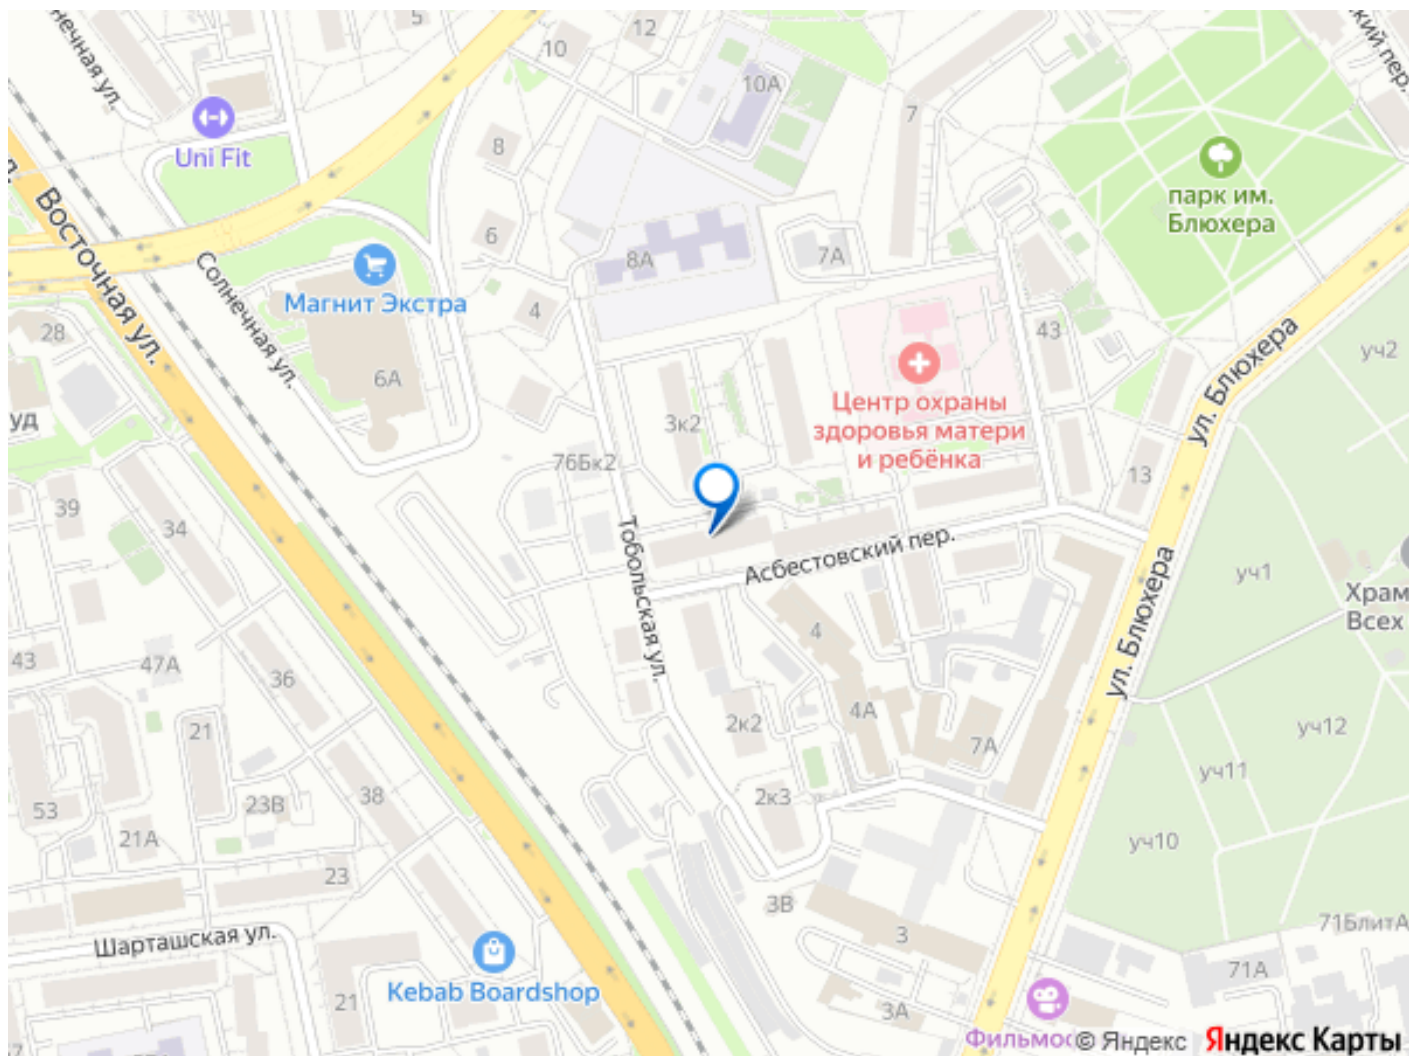 нечная ул.
5
12
10
кий пер.
10А
7
Uni Fit
8
парк им.
Блюхера
6
Восточная ул.
8А
7А
Солнечная ул.
Магнит Экстра
4
28
43
ул. Блюхера
уч2
6А
Центр охраны
здоровья матери
и ребёнка
уд
3к2
76Бк2
13
39
34
Тобольская ул.
Асбестовский пер.
уч1
Храм
Всех
ул. Блюхера
4
43
47А
36
2к2
4А
21
7А
уч12
уч11
53
23В
38
2к3
21А
уч10
23
3В
Шарташская ул.
3
71БлитА
Kebab Boardshop
21
71А
3А
Фильмос
© Яндекс
Яндекс Карты